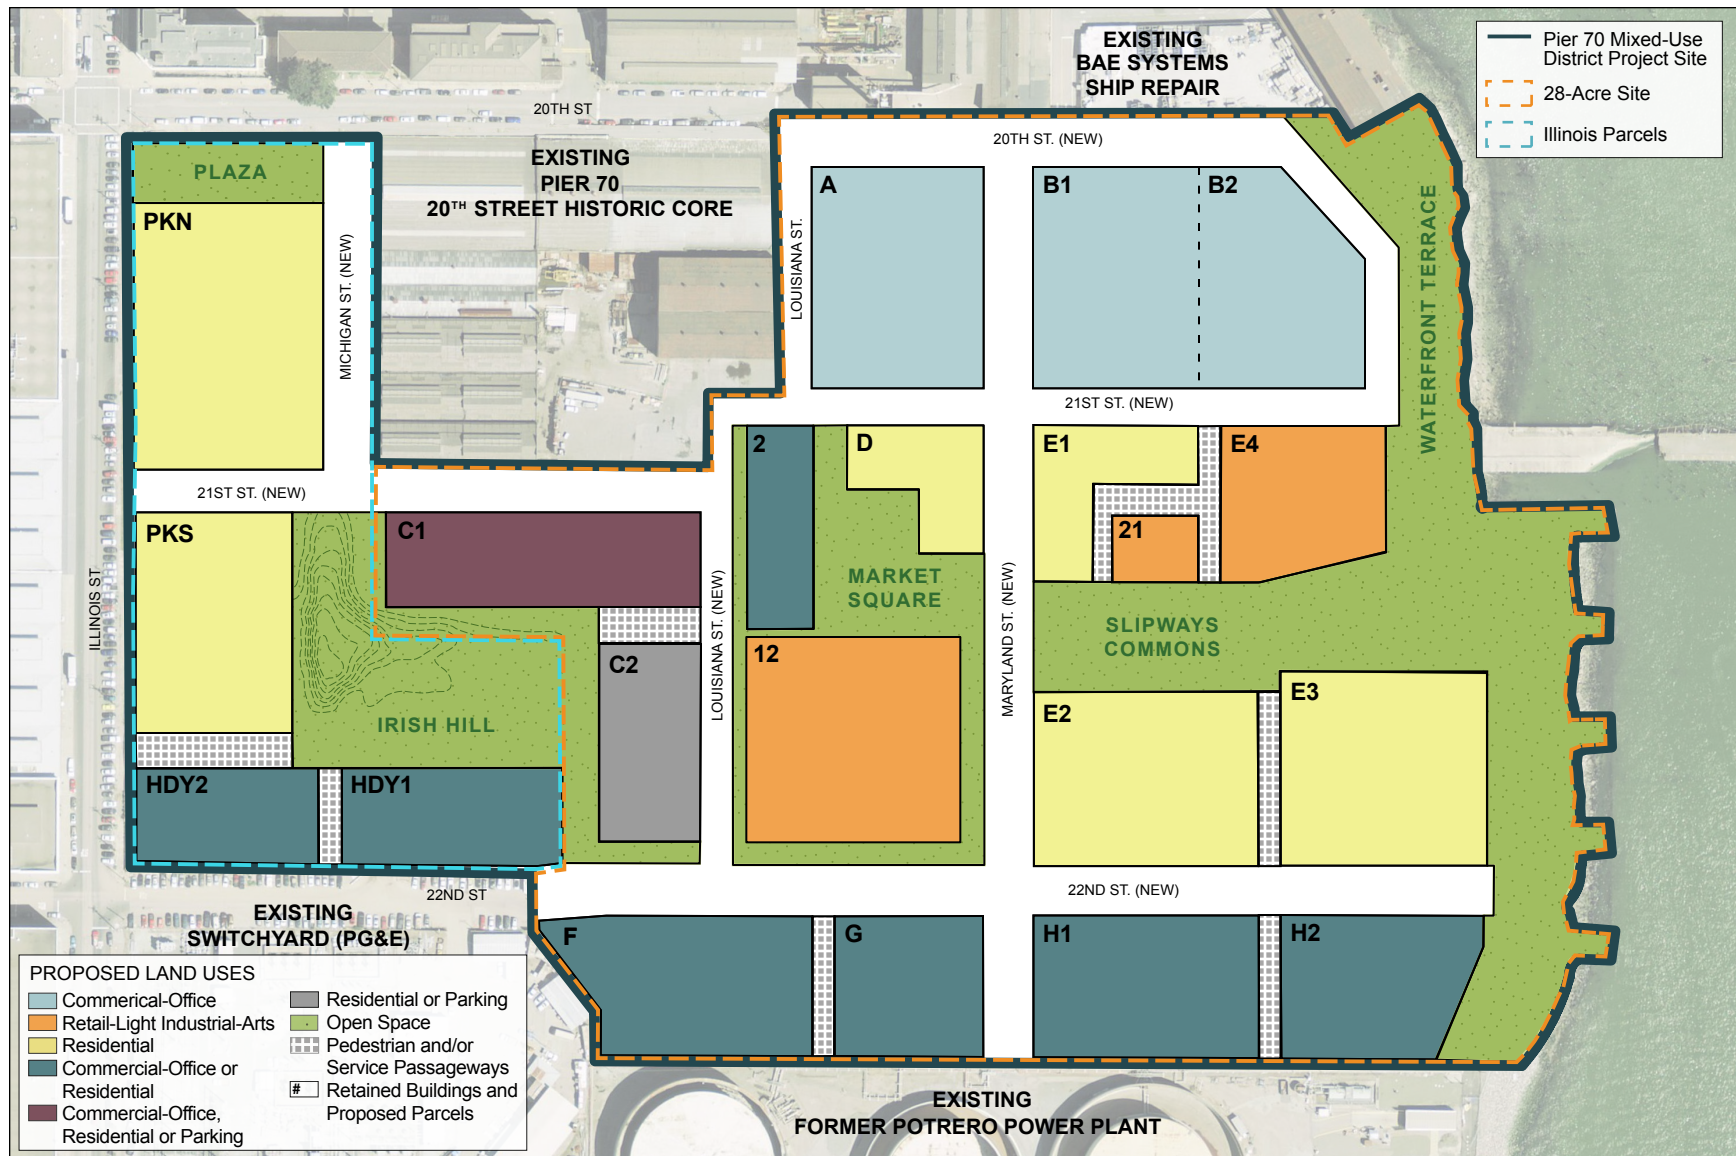 EXISTING
BAE SYSTEMS
SHIP REPAIR
Pier 70 Mixed-Use
District Project Site
28-Acre Site
Illinois Parcels
20TH ST
20TH ST. (NEW)
EXISTING
PIER 70
20TH STREET HISTORIC CORE
PLAZA
PKN
MICHIGAN ST. (NEW)
LOUISIANA ST.
A
B1
B2
WATERFRONT TERRACE
21ST ST. (NEW)
2
D
E1
E4
21ST ST. (NEW)
PKS
C1
21
MARKET
SQUARE
ILLINOIS ST.
LOUISIANA ST. (NEW)
MARYLAND ST. (NEW)
SLIPWAYS
COMMONS
C2
12
E3
E2
IRISH HILL
HDY2
HDY1
22ND ST
22ND ST. (NEW)
EXISTING
SWITCHYARD (PG&E)
F
G
H1
H2
PROPOSED LAND USES
Commerical-Office
Retail-Light Industrial-Arts
Residential
Commercial-Office or
Residential
Commercial-Office,
Residential or Parking
Residential or Parking
Open Space
Pedestrian and/or
Service Passageways
# Retained Buildings and
Proposed Parcels
EXISTING
FORMER POTRERO POWER PLANT